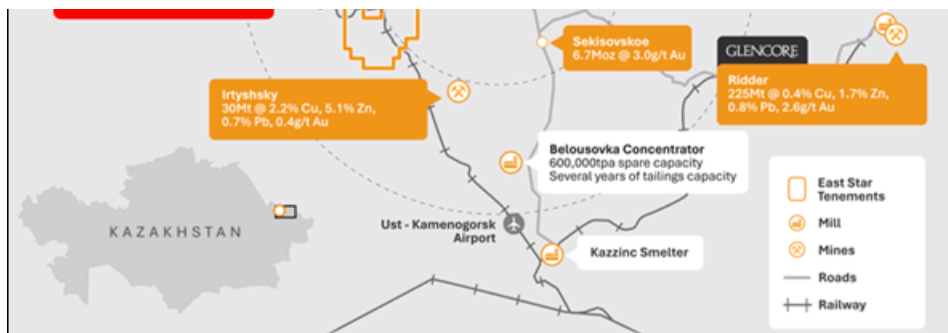 Sekisovskoe
6.7Moz @ 3.0g/t Au
GLENCORE
Ridder
225Mt @ 0.4% Cu, 1.7% Zn,
0.8% Pb, 2.6g/t Au
Irtyshsky
30Mt @ 2.2% Cu, 5.1% Zn,
0.7% Pb, 0.4g/t Au
Belousovka Concentrator
600,000tpa spare capacity
Several years of tailings capacity
KAZAKHSTAN
Ust - Kamenogorsk
Airport
Kazzinc Smelter
East Star
Tenements
Mill
Mines
Roads
Railway